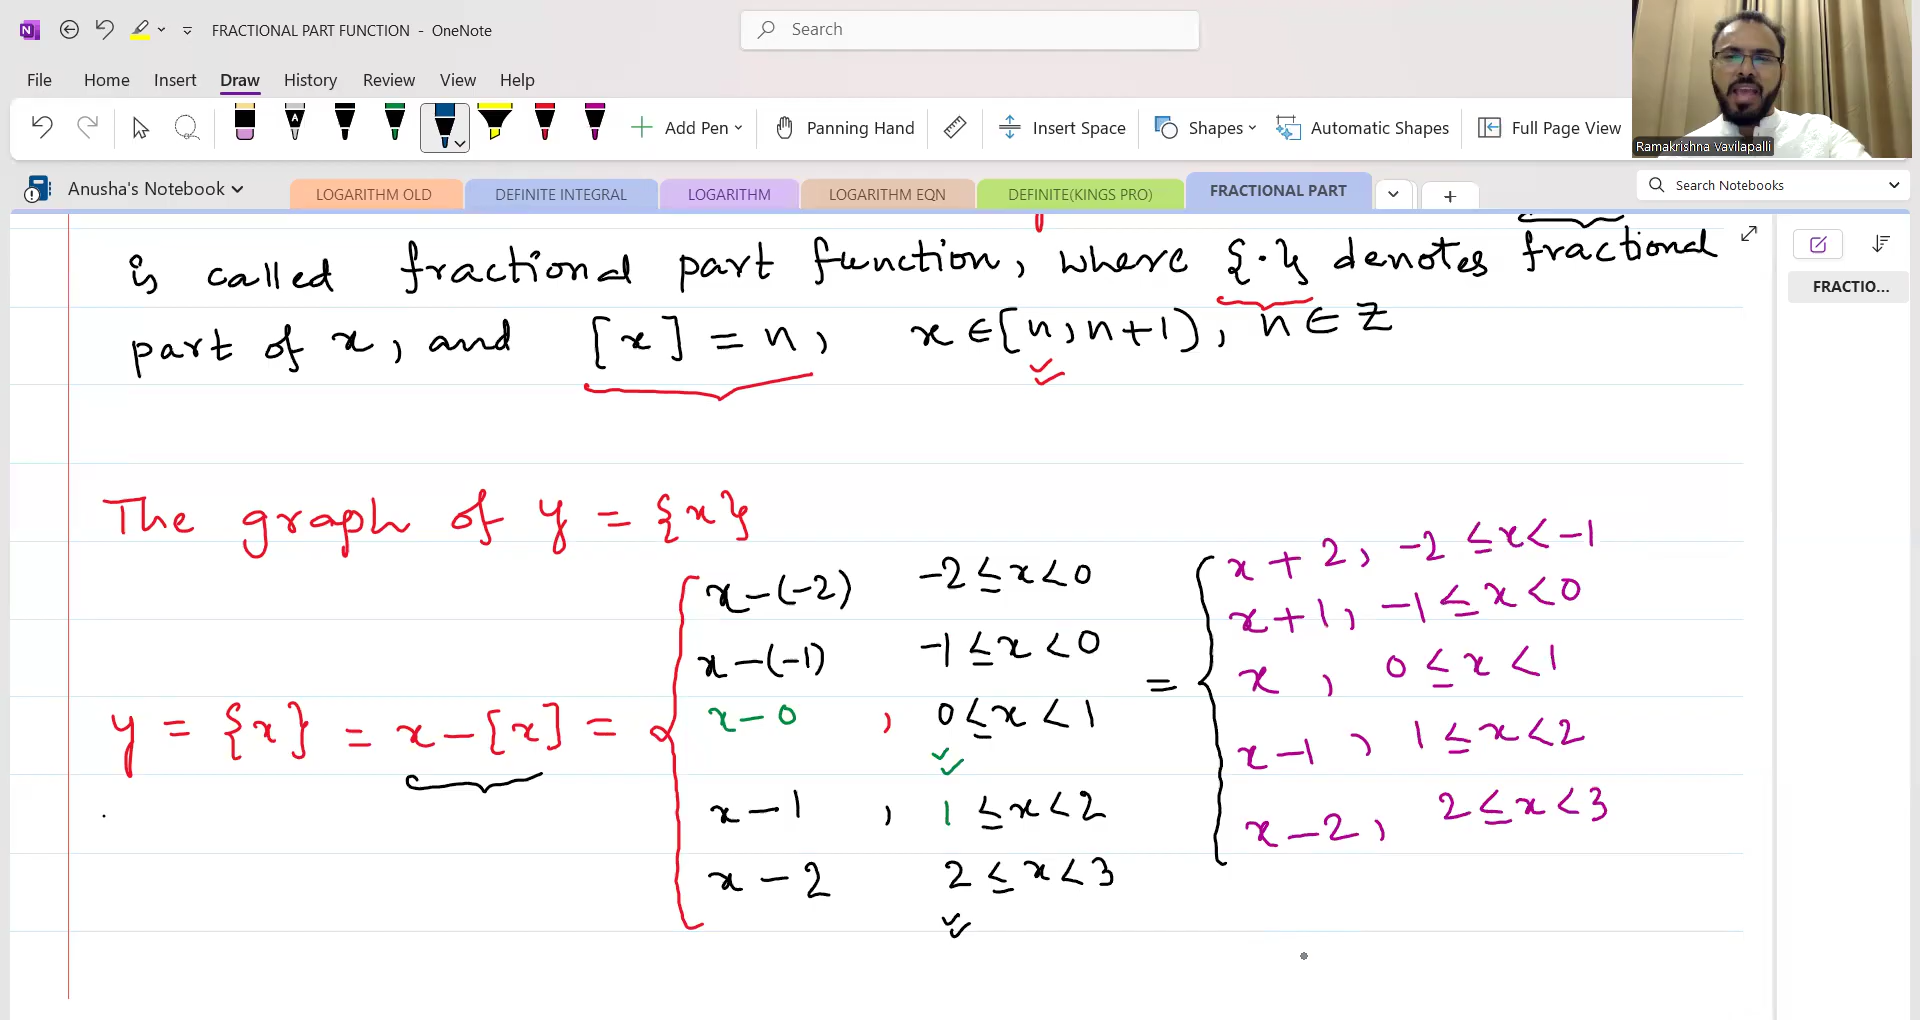 FRACTIONAL PART FUNCTION - OneNote
Search
File Home Insert Draw History Review View Help
Add Pen Panning Hand Insert Space Shapes Automatic Shapes Full Page View
Ramakrishna Vavilapalli
Anusha's Notebook LOGARITHM OLD DEFINITE INTEGRAL LOGARITHM LOGARITHM EQN DEFINITE(KINGS PRO) FRACTIONAL PART
Search Notebooks
FRACTIO...
is called fractional part function, where {·} denotes fractional
part of x, and [x] = n, x ∈ [n, n+1), n ∈ Z
The graph of y = {x}
y = {x} = x - [x] =
x - (-2) -2 ≤ x < 0
x - (-1) -1 ≤ x < 0
x - 0 , 0 ≤ x < 1
x - 1 , 1 ≤ x < 2
x - 2 2 ≤ x < 3
=
x + 2, -2 ≤ x < -1
x + 1, -1 ≤ x < 0
x , 0 ≤ x < 1
x - 1 , 1 ≤ x < 2
x - 2, 2 ≤ x < 3